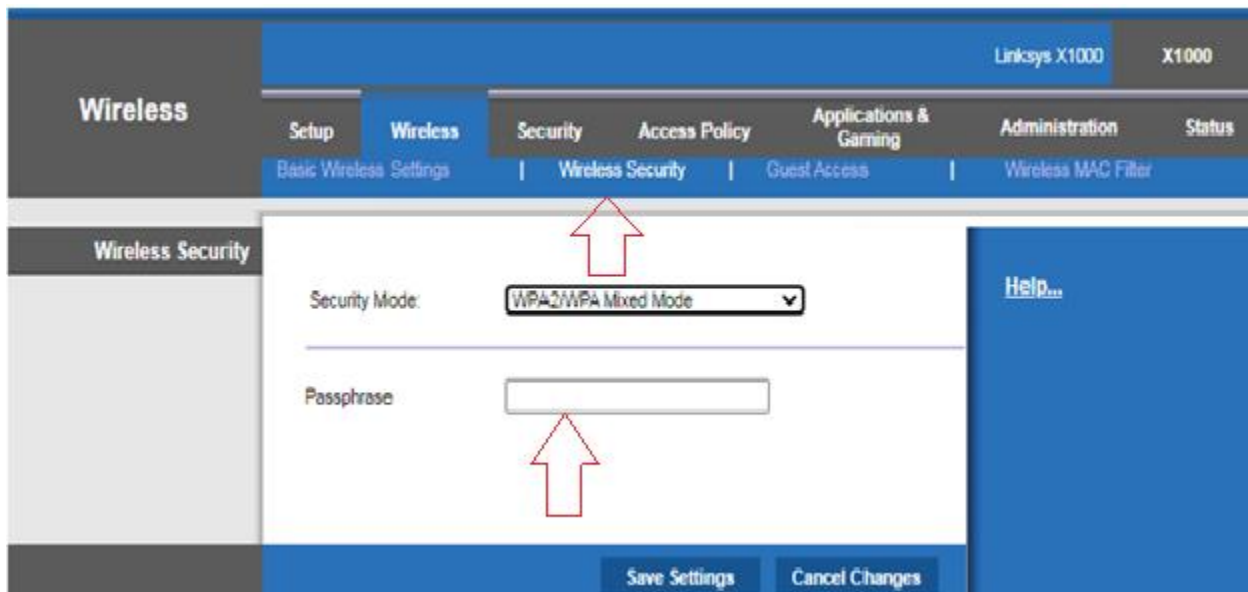 Linksys X1000 X1000
Wireless
Setup Wireless Security Access Policy Applications & Gaming Administration Status
Basic Wireless Settings | Wireless Security | Guest Access | Wireless MAC Filter
Wireless Security
Help...
Security Mode: WPA2/WPA Mixed Mode
Passphrase
Save Settings Cancel Changes